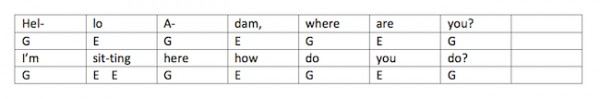 Hel- lo A- dam, where are you?
G E G E G E G
I'm sit-ting here how do you do?
G E E G E G E G